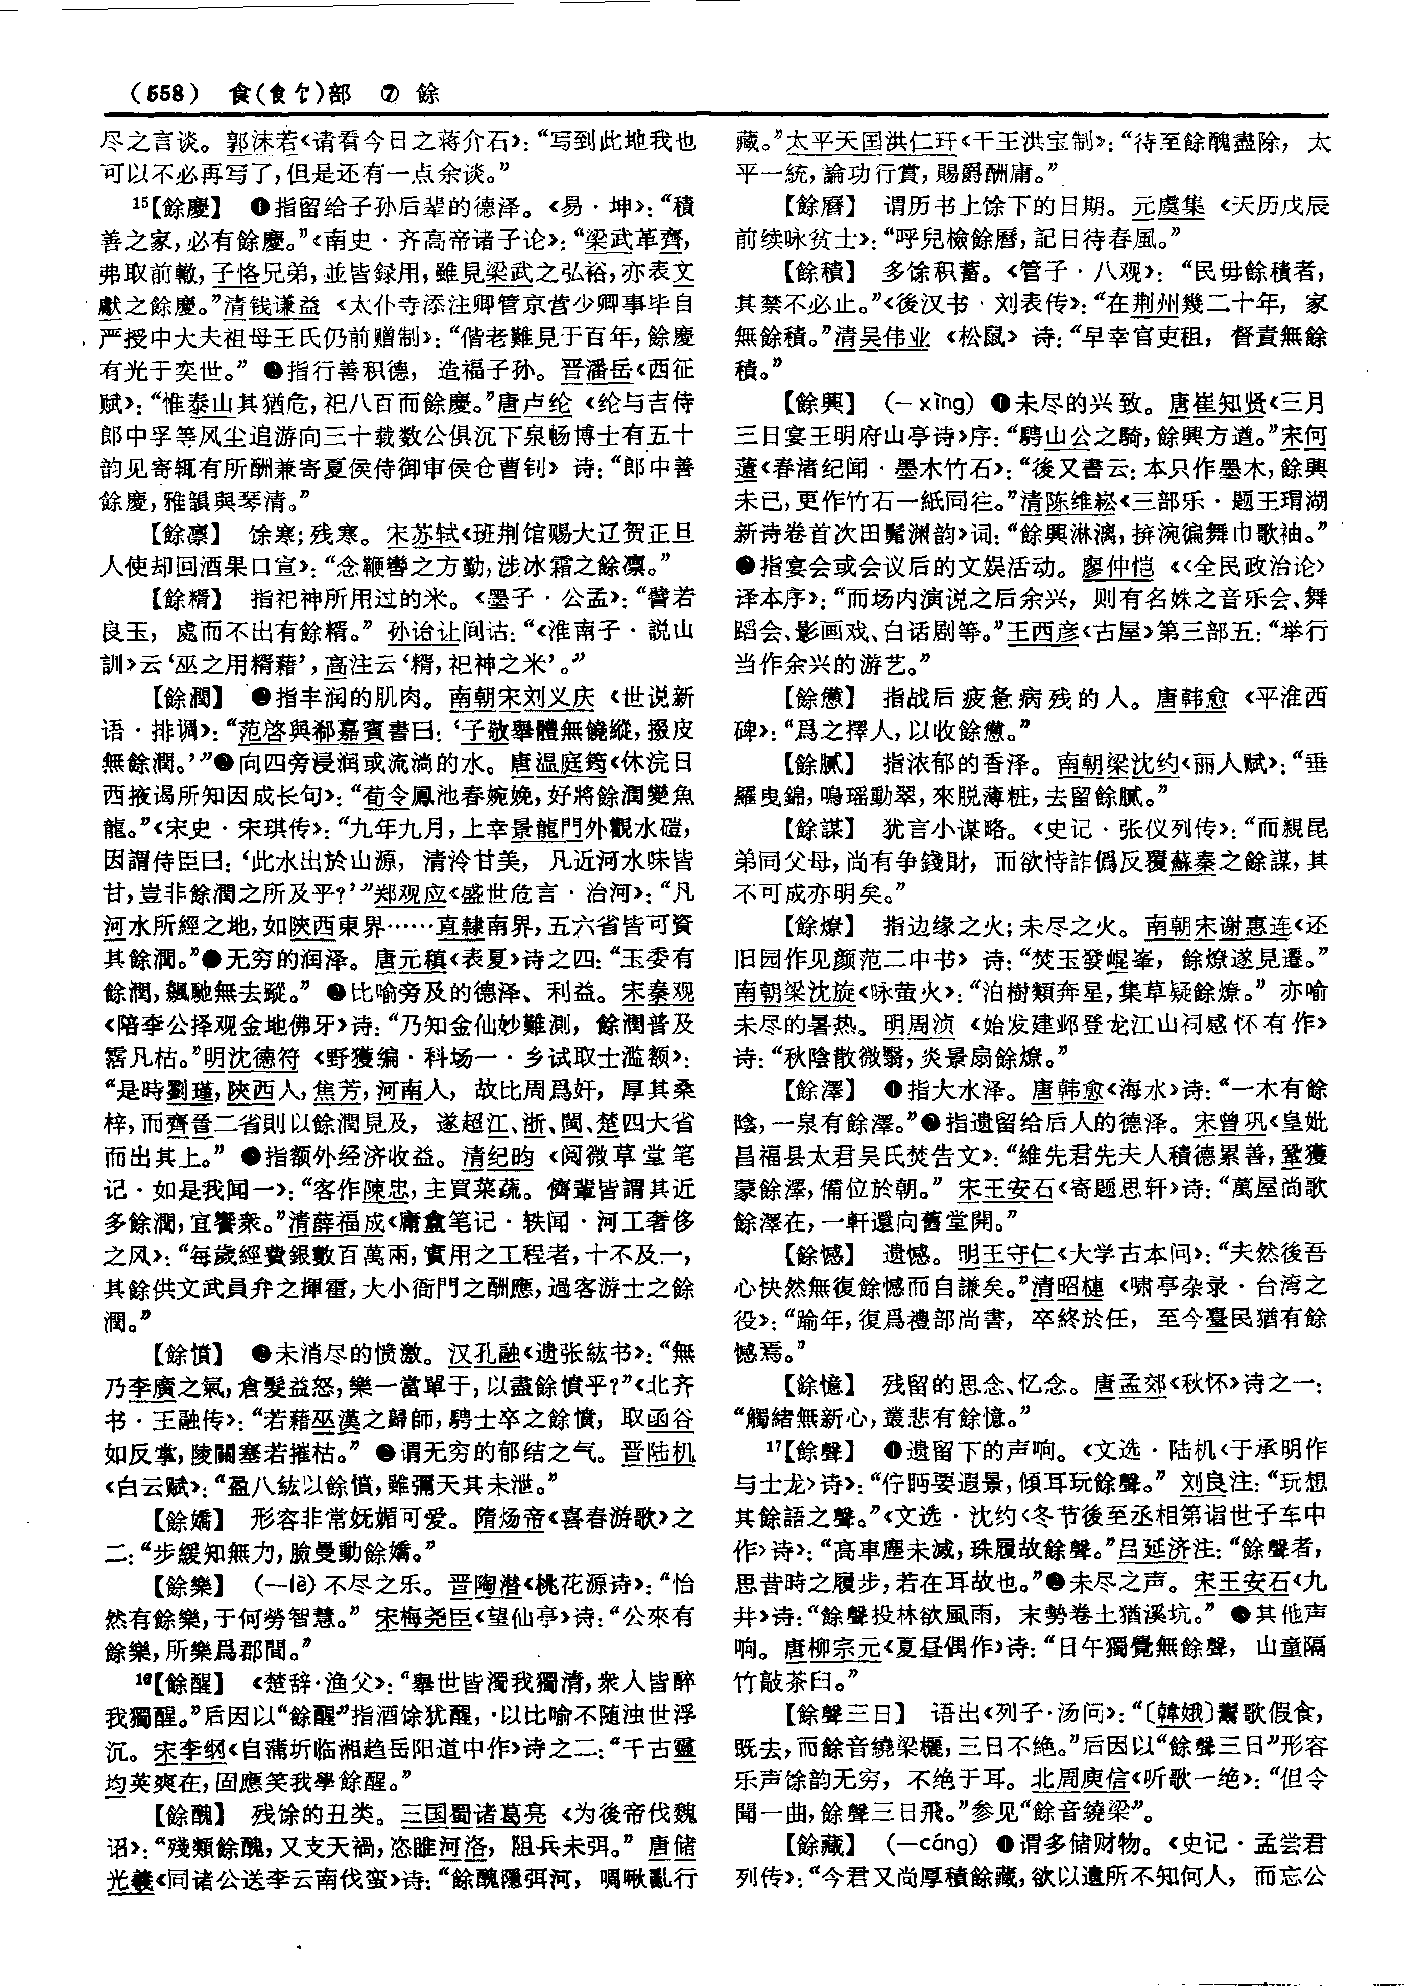 (558) 食(飠饣)部 ⑦ 餘
尽之言谈。郭沫若《请看今日之蒋介石》：“写到此地我也
可以不必再写了，但是还有一点余谈。”
15【餘慶】 ❶指留给子孙后辈的德泽。《易·坤》：“積
善之家，必有餘慶。”《南史·齐高帝诸子论》：“梁武革齊，
弗取前轍，子恪兄弟，並皆録用，雖見梁武之弘裕，亦表文
獻之餘慶。”清钱谦益《太仆寺添注卿管京营少卿事毕自
严授中大夫祖母王氏仍前赠制》：“偕老難見于百年，餘慶
有光于奕世。” ❷指行善积德，造福子孙。晋潘岳《西征
赋》：“惟泰山其猶危，祀八百而餘慶。”唐卢纶《纶与吉侍
郎中孚等风尘追游向三十载数公俱沉下泉畅博士有五十
韵见寄辄有所酬兼寄夏侯侍御审侯仓曹钊》诗：“郎中善
餘慶，雅韻與琴清。”
【餘凛】 馀寒；残寒。宋苏轼《班荆馆赐大辽贺正旦
人使却回酒果口宣》：“念鞭轡之方勤，涉冰霜之餘凛。”
【餘糈】 指祀神所用过的米。《墨子·公孟》：“譬若
良玉，處而不出有餘糈。” 孙诒让间诂：“《淮南子·説山
訓》云‘巫之用糈藉’，高注云‘糈，祀神之米’。”
【餘潤】 ❶指丰润的肌肉。南朝宋刘义庆《世说新
语·排调》：“范啓與郗嘉賓書曰：‘子敬舉體無饒縱，掇皮
無餘潤。’”❷向四旁浸润或流淌的水。唐温庭筠《休浣日
西掖谒所知因成长句》：“荀令鳳池春婉娩，好將餘潤變魚
龍。”《宋史·宋琪传》：“九年九月，上幸景龍門外觀水磑，
因謂侍臣曰：‘此水出於山源，清泠甘美，凡近河水味皆
甘，豈非餘潤之所及乎？’”郑观应《盛世危言·治河》：“凡
河水所經之地，如陝西東界……直隸南界，五六省皆可資
其餘潤。”❸无穷的润泽。唐元稹《表夏》诗之四：“玉委有
餘潤，飆馳無去蹤。” ❹比喻旁及的德泽、利益。宋秦观
《陪李公择观金地佛牙》诗：“乃知金仙妙難測，餘潤普及
霑凡枯。”明沈德符《野獲编·科场一·乡试取士滥额》：
“是時劉瑾，陝西人，焦芳，河南人，故比周爲奸，厚其桑
梓，而齊晉二省則以餘潤見及，遂超江、浙、閩、楚四大省
而出其上。” ❺指额外经济收益。清纪昀《阅微草堂笔
记·如是我闻一》：“客作陳忠，主買菜蔬。儕輩皆謂其近
多餘潤，宜饗衆。”清薛福成《庸盦笔记·轶闻·河工奢侈
之风》：“每歲經費銀數百萬兩，實用之工程者，十不及一，
其餘供文武員弁之揮霍，大小衙門之酬應，過客游士之餘
潤。”
【餘憤】 ❶未消尽的愤激。汉孔融《遗张紘书》：“無
乃李廣之氣，倉髮益怒，樂一當單于，以盡餘憤乎？”《北齐
书·王融传》：“若藉巫漢之歸師，騁士卒之餘憤，取函谷
如反掌，陵關塞若摧枯。” ❷谓无穷的郁结之气。晋陆机
《白云赋》：“盈八紘以餘憤，雖彌天其未泄。”
【餘嬌】 形容非常妩媚可爱。隋炀帝《喜春游歌》之
二：“步緩知無力，臉曼動餘嬌。”
【餘樂】 (—lè) 不尽之乐。晋陶潜《桃花源诗》：“怡
然有餘樂，于何勞智慧。” 宋梅尧臣《望仙亭》诗：“公來有
餘樂，所樂爲郡間。”
16【餘醒】 《楚辞·渔父》：“舉世皆濁我獨清，衆人皆醉
我獨醒。”后因以“餘醒”指酒馀犹醒，以比喻不随浊世浮
沉。宋李纲《自蒲圻临湘趋岳阳道中作》诗之二：“千古靈
均英爽在，固應笑我學餘醒。”
【餘醜】 残馀的丑类。三国蜀诸葛亮《为後帝伐魏
诏》：“殘類餘醜，又支天禍，恣睢河洛，阻兵未弭。” 唐储
光羲《同诸公送李云南伐蛮》诗：“餘醜隱弭河，啁啾亂行
藏。”太平天囯洪仁玕《干王洪宝制》：“待至餘醜盡除，太
平一統，論功行賞，賜爵酬庸。”
【餘曆】 谓历书上馀下的日期。元虞集《天历戊辰
前续咏贫士》：“呼兒檢餘曆，記日待春風。”
【餘積】 多馀积蓄。《管子·八观》：“民毋餘積者，
其禁不必止。”《後汉书·刘表传》：“在荆州幾二十年，家
無餘積。”清吴伟业《松鼠》诗：“早幸官吏租，督責無餘
積。”
【餘興】 (—xìng) ❶未尽的兴致。唐崔知贤《三月
三日宴王明府山亭诗》序：“騁山公之騎，餘興方遒。”宋何
薳《春渚纪闻·墨木竹石》：“後又書云：本只作墨木，餘興
未已，更作竹石一紙同往。”清陈维崧《三部乐·题王瑁湖
新诗卷首次田髴渊韵》词：“餘興淋漓，拚涴徧舞巾歌袖。”
❷指宴会或会议后的文娱活动。廖仲恺《〈全民政治论〉
译本序》：“而场内演说之后余兴，则有名姝之音乐会、舞
蹈会、影画戏、白话剧等。”王西彦《古屋》第三部五：“举行
当作余兴的游艺。”
【餘憊】 指战后疲惫病残的人。唐韩愈《平淮西
碑》：“爲之擇人，以收餘憊。”
【餘膩】 指浓郁的香泽。南朝梁沈约《丽人赋》：“垂
羅曳錦，鳴瑶動翠，來脱薄粧，去留餘膩。”
【餘謀】 犹言小谋略。《史记·张仪列传》：“而親昆
弟同父母，尚有争錢財，而欲恃詐僞反覆蘇秦之餘謀，其
不可成亦明矣。”
【餘燎】 指边缘之火；未尽之火。南朝宋谢惠连《还
旧园作见颜范二中书》诗：“焚玉發崐峯，餘燎遂見遷。”
南朝梁沈旋《咏萤火》：“泊樹類奔星，集草疑餘燎。” 亦喻
未尽的暑热。明周祯《始发建邺登龙江山祠感怀有作》
诗：“秋陰散微翳，炎景扇餘燎。”
【餘澤】 ❶指大水泽。唐韩愈《海水》诗：“一木有餘
陰，一泉有餘澤。”❷指遗留给后人的德泽。宋曾巩《皇妣
昌福县太君吴氏焚告文》：“維先君先夫人積德累善，鞏獲
蒙餘澤，備位於朝。” 宋王安石《寄题思轩》诗：“萬屋尚歌
餘澤在，一軒還向舊堂開。”
【餘憾】 遗憾。明王守仁《大学古本问》：“夫然後吾
心快然無復餘憾而自謙矣。”清昭槤《啸亭杂录·台湾之
役》：“踰年，復爲禮部尚書，卒終於任，至今臺民猶有餘
憾焉。”
【餘憶】 残留的思念、忆念。唐孟郊《秋怀》诗之一：
“觸緒無新心，叢悲有餘憶。”
17【餘聲】 ❶遗留下的声响。《文选·陆机〈于承明作
与士龙〉诗》：“佇眄要遐景，傾耳玩餘聲。” 刘良注：“玩想
其餘語之聲。”《文选·沈约〈冬节後至丞相第诣世子车中
作〉诗》：“高車塵未滅，珠履故餘聲。”吕延济注：“餘聲者，
思昔時之履步，若在耳故也。”❷未尽之声。宋王安石《九
井》诗：“餘聲投林欲風雨，末勢卷土猶溪坑。” ❸其他声
响。唐柳宗元《夏昼偶作》诗：“日午獨覺無餘聲，山童隔
竹敲茶臼。”
【餘聲三日】 语出《列子·汤问》：“〔韓娥〕鬻歌假食，
既去，而餘音繞梁欐，三日不絶。”后因以“餘聲三日”形容
乐声馀韵无穷，不绝于耳。北周庾信《听歌一绝》：“但令
聞一曲，餘聲三日飛。”参见“餘音繞梁”。
【餘藏】 (—cáng) ❶谓多储财物。《史记·孟尝君
列传》：“今君又尚厚積餘藏，欲以遺所不知何人，而忘公